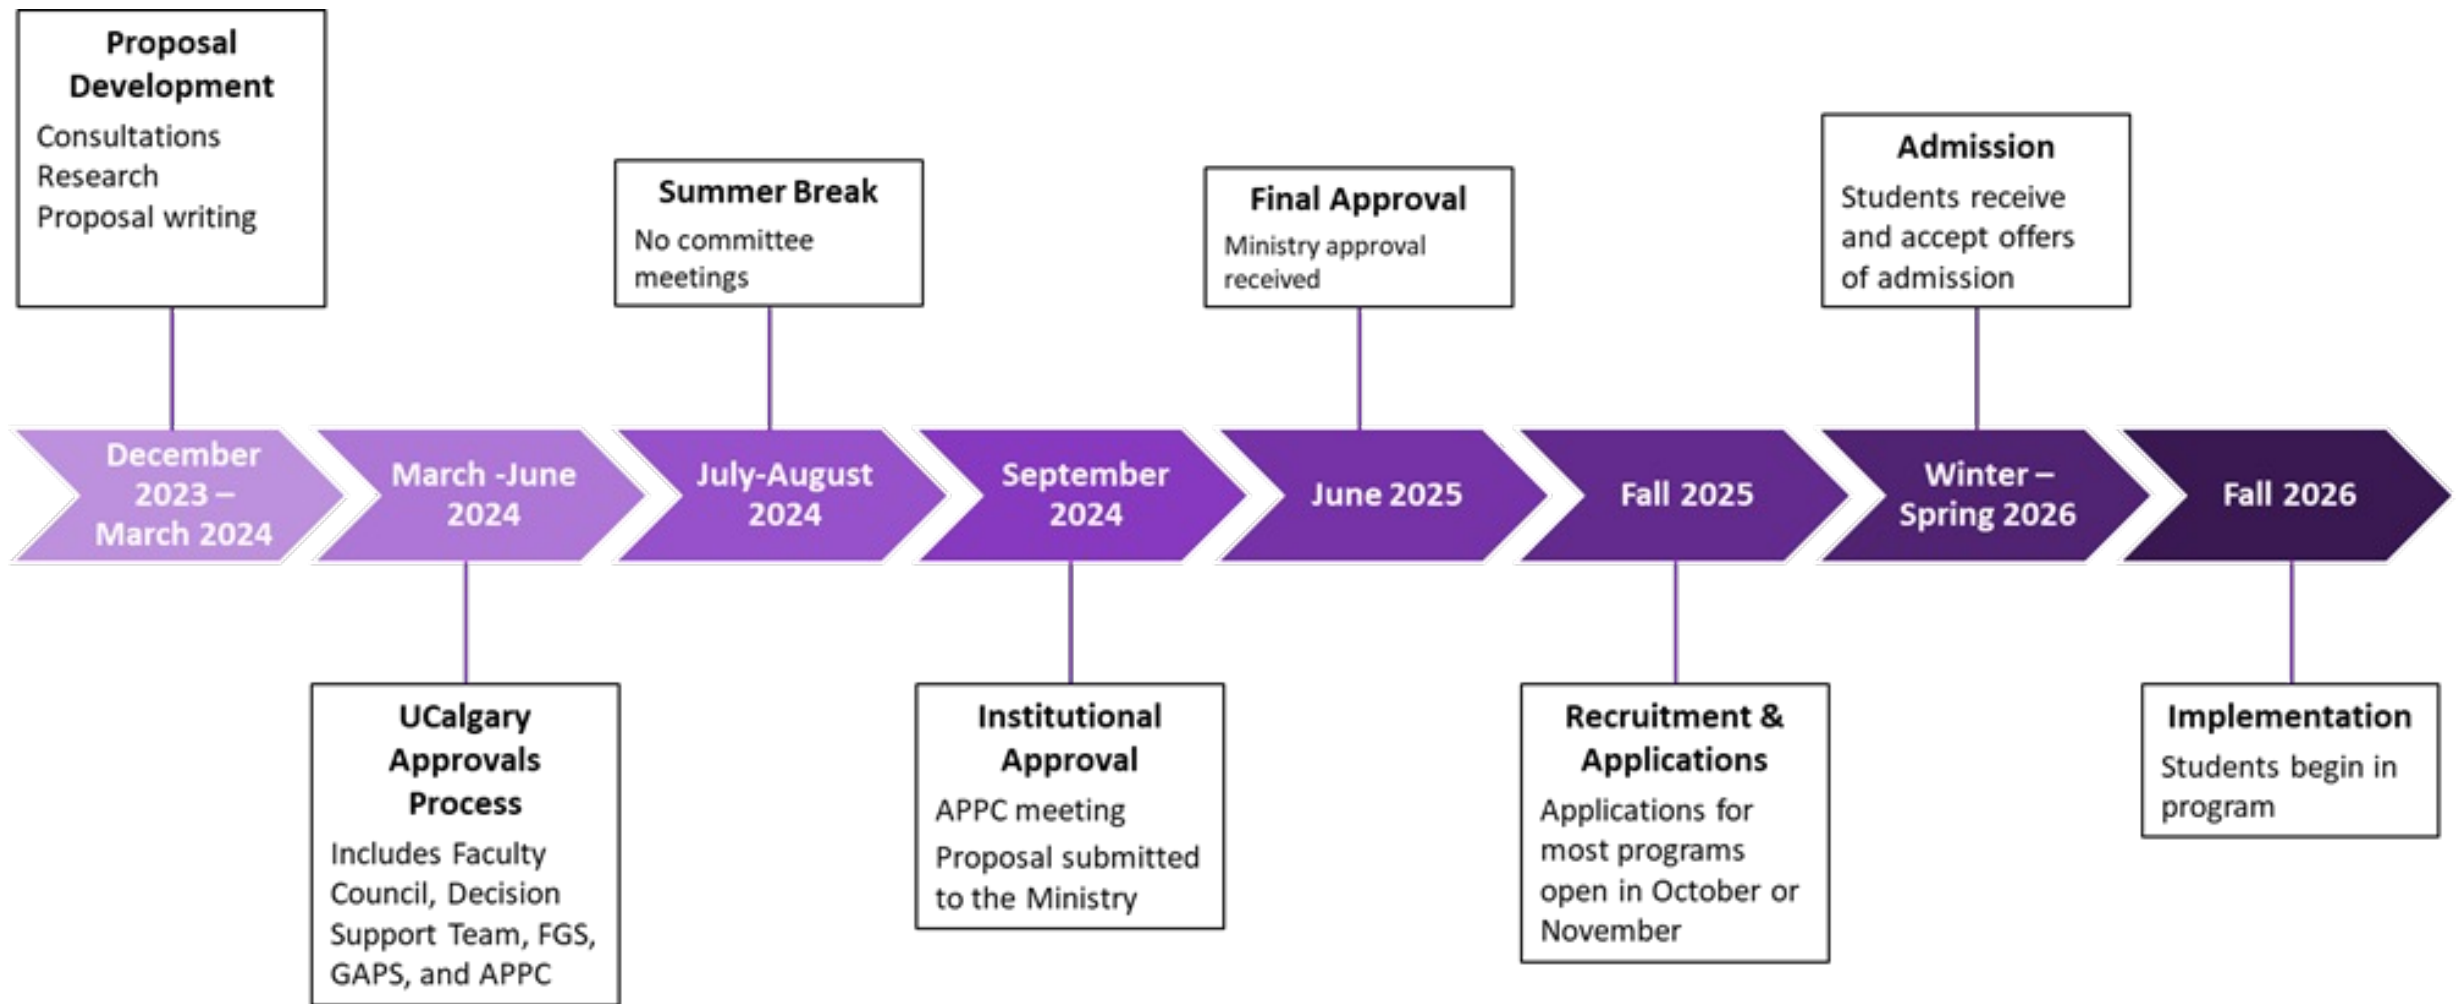 Proposal
Development
Consultations
Research
Proposal writing
Summer Break
No committee
meetings
Final Approval
Ministry approval
received
Admission
Students receive
and accept offers
of admission
December
2023 –
March 2024
March -June
2024
July-August
2024
September
2024
June 2025
Fall 2025
Winter –
Spring 2026
Fall 2026
UCalgary
Approvals
Process
Includes Faculty
Council, Decision
Support Team, FGS,
GAPS, and APPC
Institutional
Approval
APPC meeting
Proposal submitted
to the Ministry
Recruitment &
Applications
Applications for
most programs
open in October or
November
Implementation
Students begin in
program